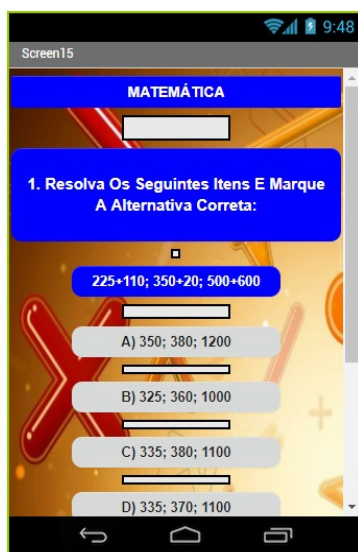 9:48
Screen15
MATEMÁTICA
1. Resolva Os Seguintes Itens E Marque
A Alternativa Correta:
225+110; 350+20; 500+600
A) 350; 380; 1200
B) 325; 360; 1000
C) 335; 380; 1100
D) 335; 370; 1100